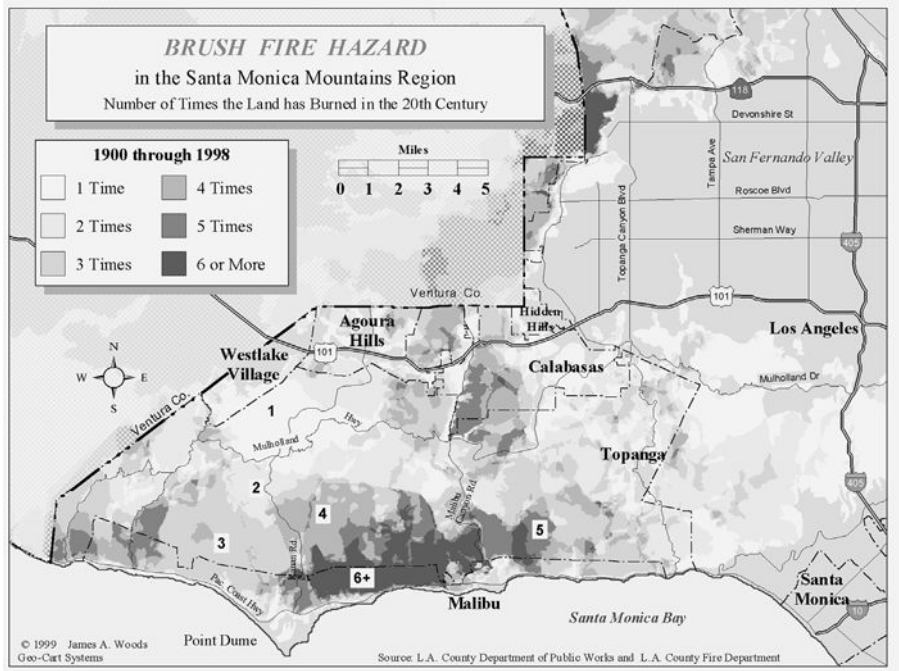 BRUSH FIRE HAZARD
in the Santa Monica Mountains Region
Number of Times the Land has Burned in the 20th Century
118
Devonshire St
Tampa Ave
San Fernando Valley
1900 through 1998
1 Time
4 Times
2 Times
5 Times
3 Times
6 or More
Miles
0 1 2 3 4 5
Topanga Canyon Blvd
Roscoe Blvd
Sherman Way
405
Ventura Co.
101
Agoura
Hills
Hidden
Hills
Los Angeles
Westlake
Village
101
Calabasas
N
W E
S
Mulholland Dr
Ventura Co.
1
Mulholland Hwy
Topanga
2
405
Malibu
Canyon Rd.
4
5
3
Kanan Rd.
6+
Pac. Coast Hwy
Malibu
Santa
Monica
10
Santa Monica Bay
Point Dume
© 1999 James A. Woods
Geo-Cart Systems
Source: L.A. County Department of Public Works and L.A. County Fire Department